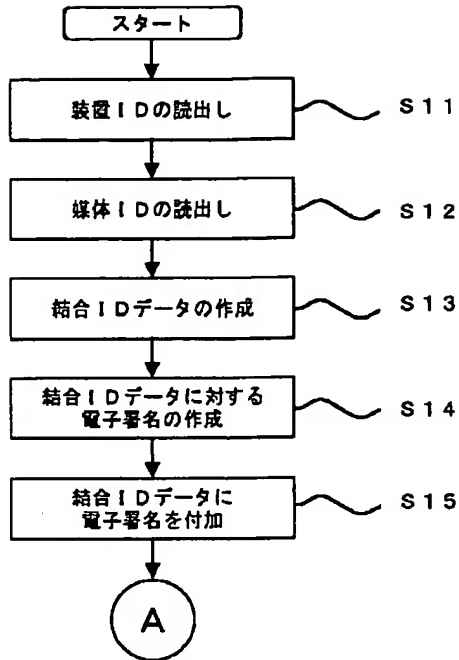 スタート
装置ＩＤの読出し
Ｓ１１
媒体ＩＤの読出し
Ｓ１２
結合ＩＤデータの作成
Ｓ１３
結合ＩＤデータに対する
電子署名の作成
Ｓ１４
結合ＩＤデータに
電子署名を付加
Ｓ１５
A